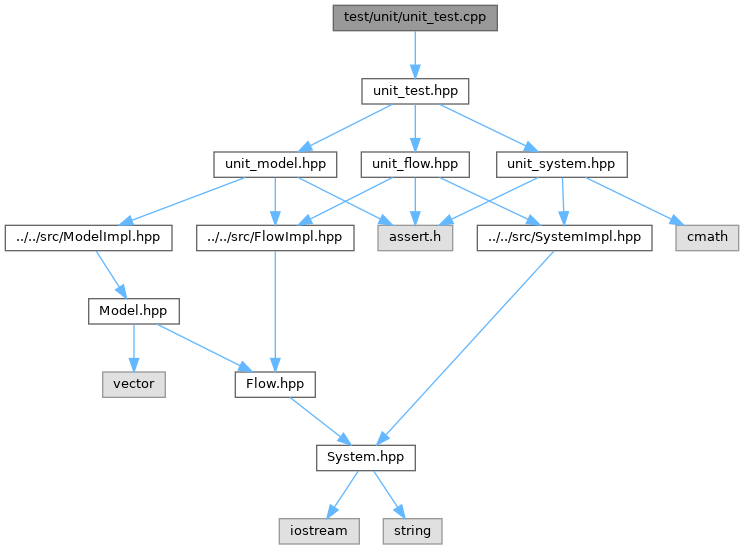 test/unit/unit_test.cpp
unit_test.hpp
unit_model.hpp
unit_flow.hpp
unit_system.hpp
../../src/ModelImpl.hpp
../../src/FlowImpl.hpp
assert.h
../../src/SystemImpl.hpp
cmath
Model.hpp
vector
Flow.hpp
System.hpp
iostream
string